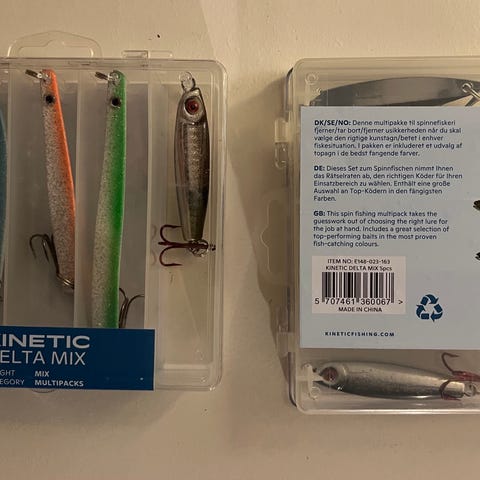 KINETIC
DELTA MIX
MIX
MULTIPACKS
DK/SE/NO: Denne multipakke til spinnefiskeri
fjerner/tar bort/fjerner usikkerheden når du skal
vælge den rigtige kunstagn/betet i enhver
fiskesituation. I pakken er inkluderet et udvalg af
topagn i de bedst fangende farver.
DE: Dieses Set zum Spinnfischen nimmt Ihnen
das Rätselraten ab, den richtigen Köder für Ihren
Einsatzbereich zu wählen. Enthält eine große
Auswahl an Top-Ködern in den fängigsten
Farben.
GB: This spin fishing multipack takes the
guesswork out of choosing the right lure for
the job at hand. Includes a great selection of
top-performing baits in the most proven
fish-catching colours.
ITEM NO: E148-023-163
KINETIC DELTA MIX 5pcs
5 707461 360067 >
MADE IN CHINA
KINETICFISHING.COM